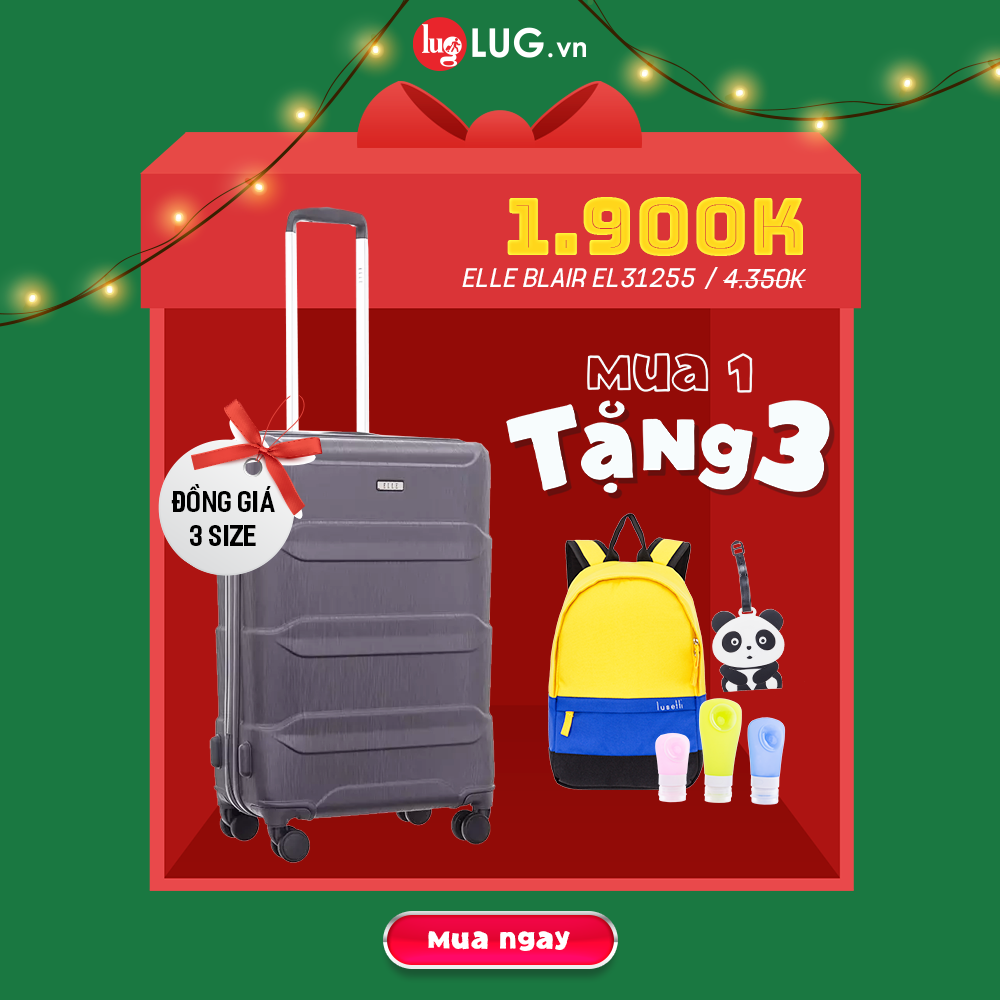 lug LUG.vn
1.900K
ELLE BLAIR EL31255 / 4.350K
Mua 1
Tặng 3
ĐỒNG GIÁ
3 SIZE
ELLE
luselli
Mua ngay